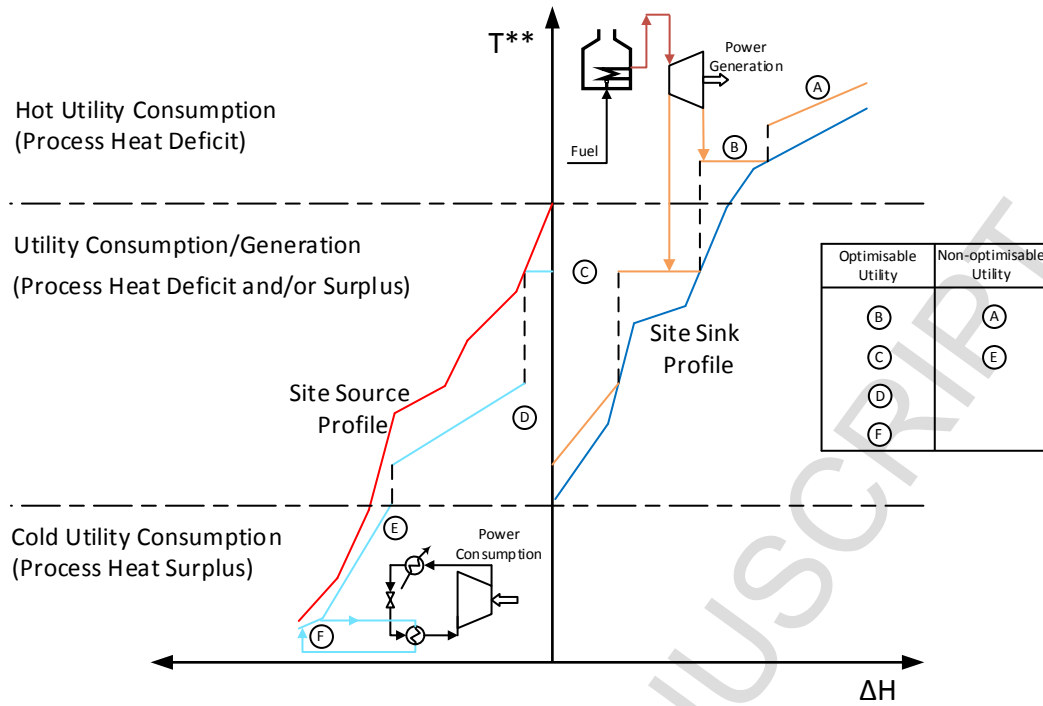 T**
Power
Generation
A
Hot Utility Consumption
(Process Heat Deficit)
B
Fuel
Utility Consumption/Generation
(Process Heat Deficit and/or Surplus)
C
Optimisable
Utility
Non-optimisable
Utility
B
A
C
E
D
F
Site Sink
Profile
Site Source
Profile
D
Cold Utility Consumption
(Process Heat Surplus)
E
Power
Consumption
F
ΔH
USCRIPT